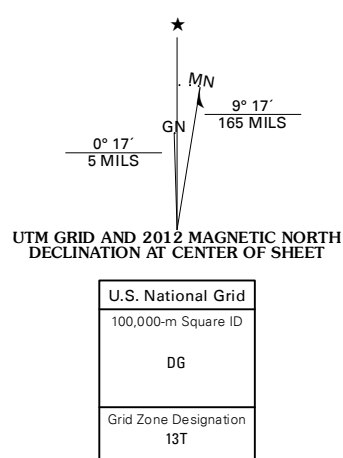 ★
MN
GN
9° 17´
165 MILS
0° 17´
5 MILS
UTM GRID AND 2012 MAGNETIC NORTH
DECLINATION AT CENTER OF SHEET
U.S. National Grid
100,000-m Square ID
DG
Grid Zone Designation
13T